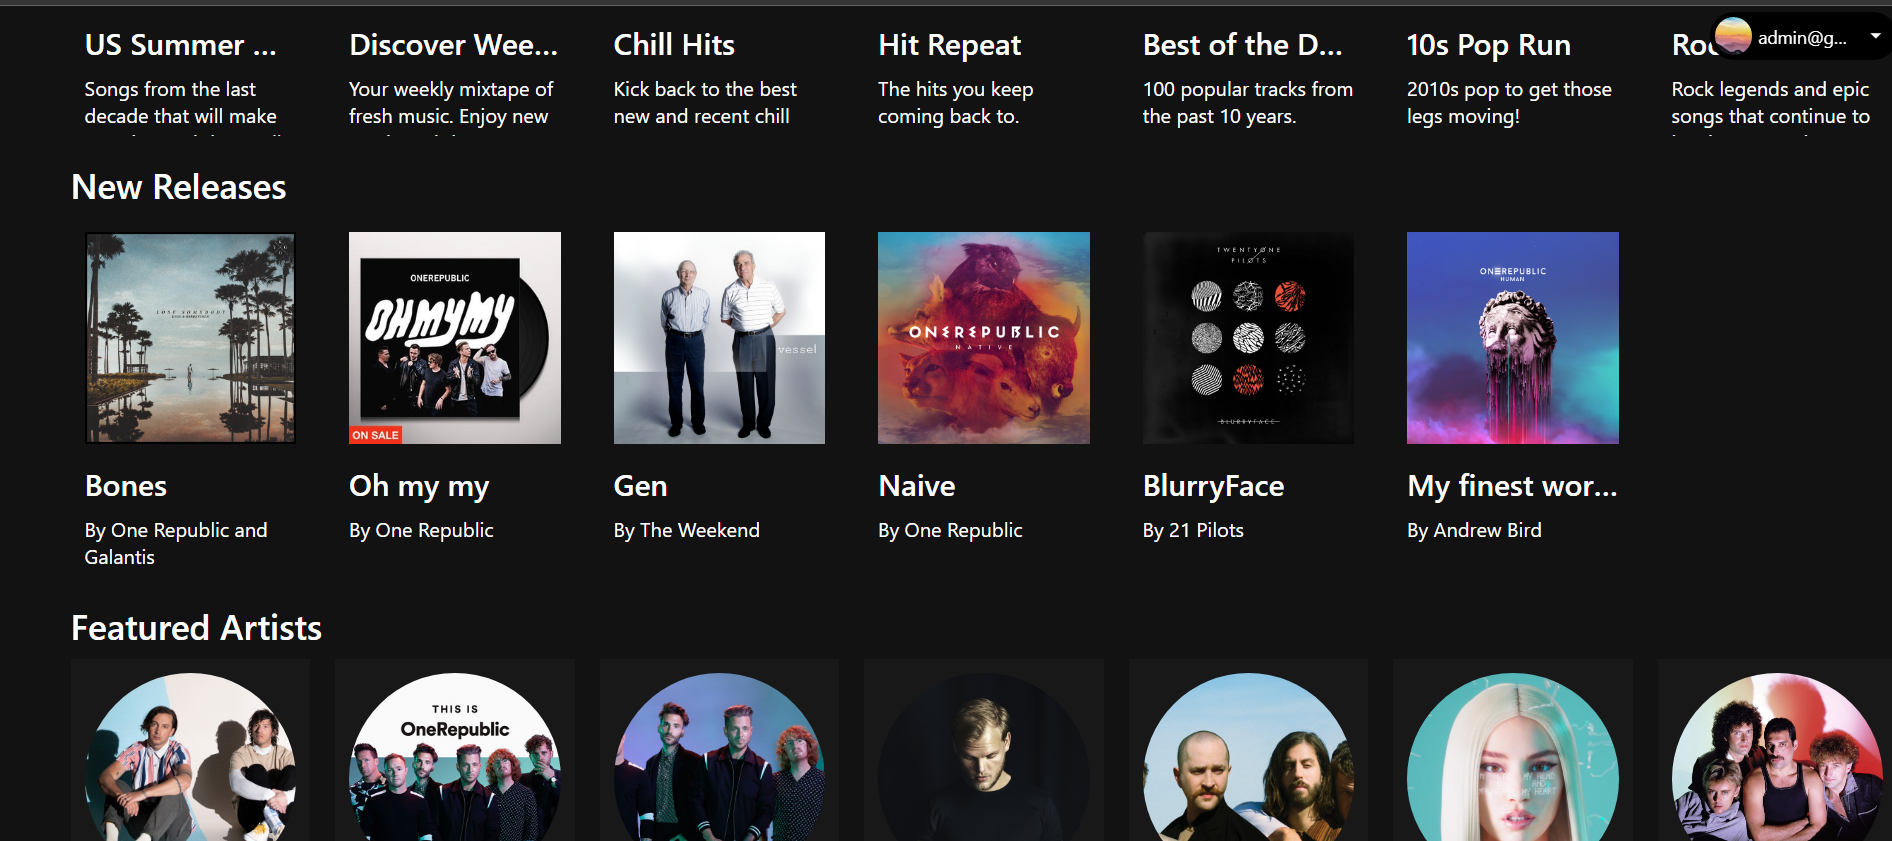 US Summer ...
Discover Wee...
Chill Hits
Hit Repeat
Best of the D...
10s Pop Run
admin@g...
Songs from the last
decade that will make
Your weekly mixtape of
fresh music. Enjoy new
Kick back to the best
new and recent chill
The hits you keep
coming back to.
100 popular tracks from
the past 10 years.
2010s pop to get those
legs moving!
Rock legends and epic
songs that continue to
New Releases
LOSE SOMEBODY
ONEREPUBLIC
OH MY MY
ON SALE
vessel
ONEREPUBLIC
NATIVE
TWENTY ØNE
PILØTS
BLURRYFACE
ONEREPUBLIC
HUMAN
Bones
By One Republic and
Galantis
Oh my my
By One Republic
Gen
By The Weekend
Naive
By One Republic
BlurryFace
By 21 Pilots
My finest wor...
By Andrew Bird
Featured Artists
THIS IS
OneRepublic